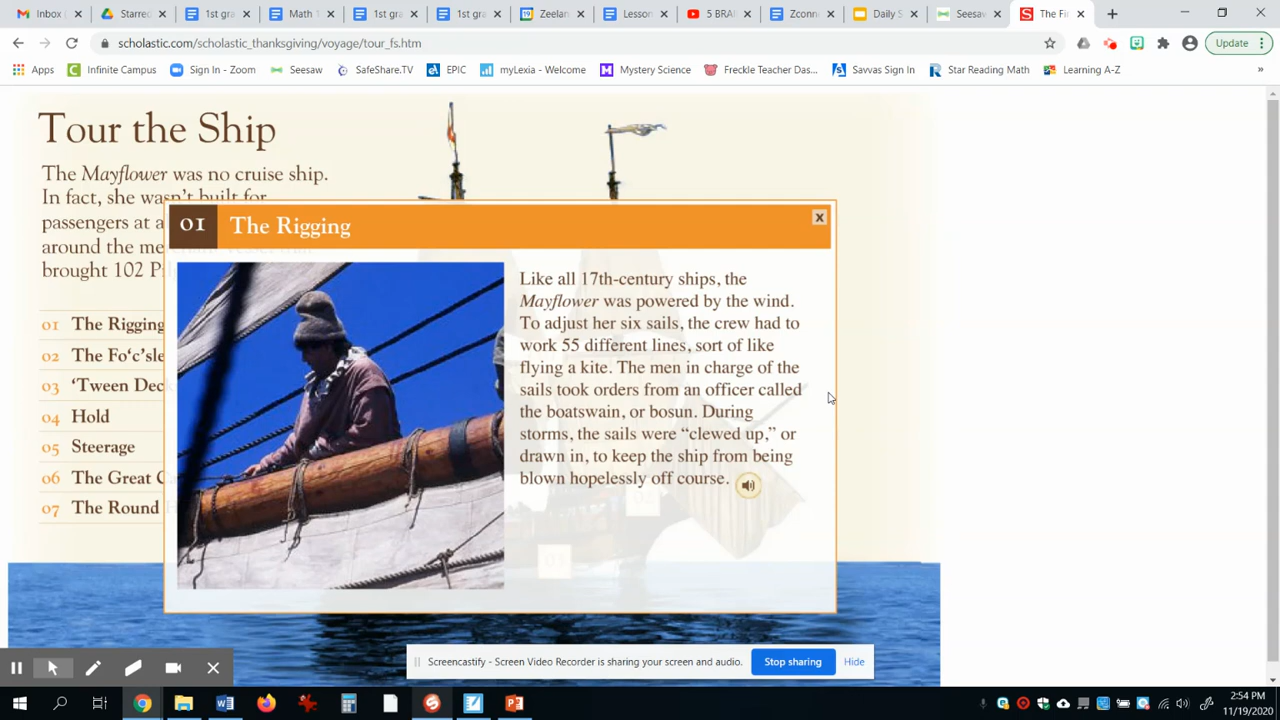 Inbox
Starred
1st gra
Math
1st gra
1st gra
Zeelan
Lesson
5 BRAI
Zconne
Daily S
Seesaw
The Fi
scholastic.com/scholastic_thanksgiving/voyage/tour_fs.htm
Update
Apps
Infinite Campus
Sign In - Zoom
Seesaw
SafeShare.TV
EPIC
myLexia - Welcome
Mystery Science
Freckle Teacher Das...
Savvas Sign In
Star Reading Math
Learning A-Z
»
Tour the Ship
The Mayflower was no cruise ship.
In fact, she wasn't built for
passengers at a
around the me
brought 102 Pi
01 The Rigging
02 The Fo‘c’sle
03 ‘Tween Dec
04 Hold
05 Steerage
06 The Great C
07 The Round
01 The Rigging
x
Like all 17th-century ships, the
Mayflower was powered by the wind.
To adjust her six sails, the crew had to
work 55 different lines, sort of like
flying a kite. The men in charge of the
sails took orders from an officer called
the boatswain, or bosun. During
storms, the sails were “clewed up,” or
drawn in, to keep the ship from being
blown hopelessly off course.
Screencastify - Screen Video Recorder is sharing your screen and audio.
Stop sharing
Hide
2:54 PM
11/19/2020